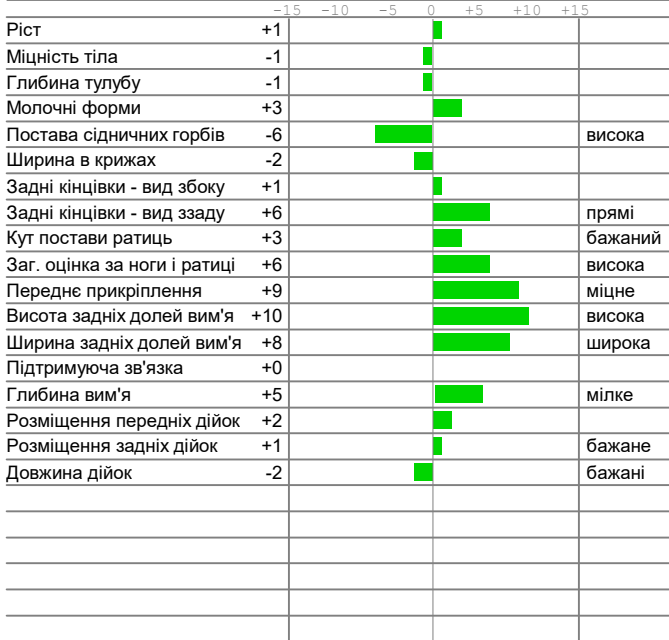 -15 -10 -5 0 +5 +10 +15
Ріст +1
Міцність тіла -1
Глибина тулубу -1
Молочні форми +3
Постава сідничних горбів -6 висока
Ширина в крижах -2
Задні кінцівки - вид збоку +1
Задні кінцівки - вид ззаду +6 прямі
Кут постави ратиць +3 бажаний
Заг. оцінка за ноги і ратиці +6 висока
Переднє прикріплення +9 міцне
Висота задніх долей вим'я +10 висока
Ширина задніх долей вим'я +8 широка
Підтримуюча зв'язка +0
Глибина вим'я +5 мілке
Розміщення передніх дійок +2
Розміщення задніх дійок +1 бажане
Довжина дійок -2 бажані